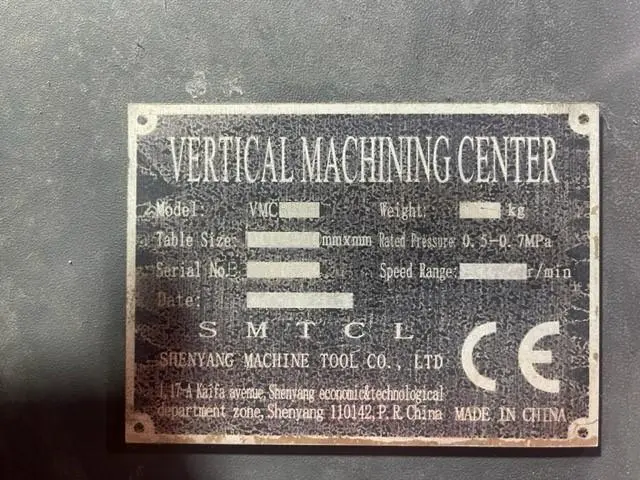 VERTICAL MACHINING CENTER
Model: VMC Weight: kg
Table Size: mmxmm Rated Pressure: 0.5-0.7MPa
Serial No.: Speed Range: r/min
Date:
SMTCL
SHENYANG MACHINE TOOL CO., LTD
1, 17-A Kaifa avenue, Shenyang economic&technological
department zone, Shenyang 110142, P. R. China MADE IN CHINA
CE